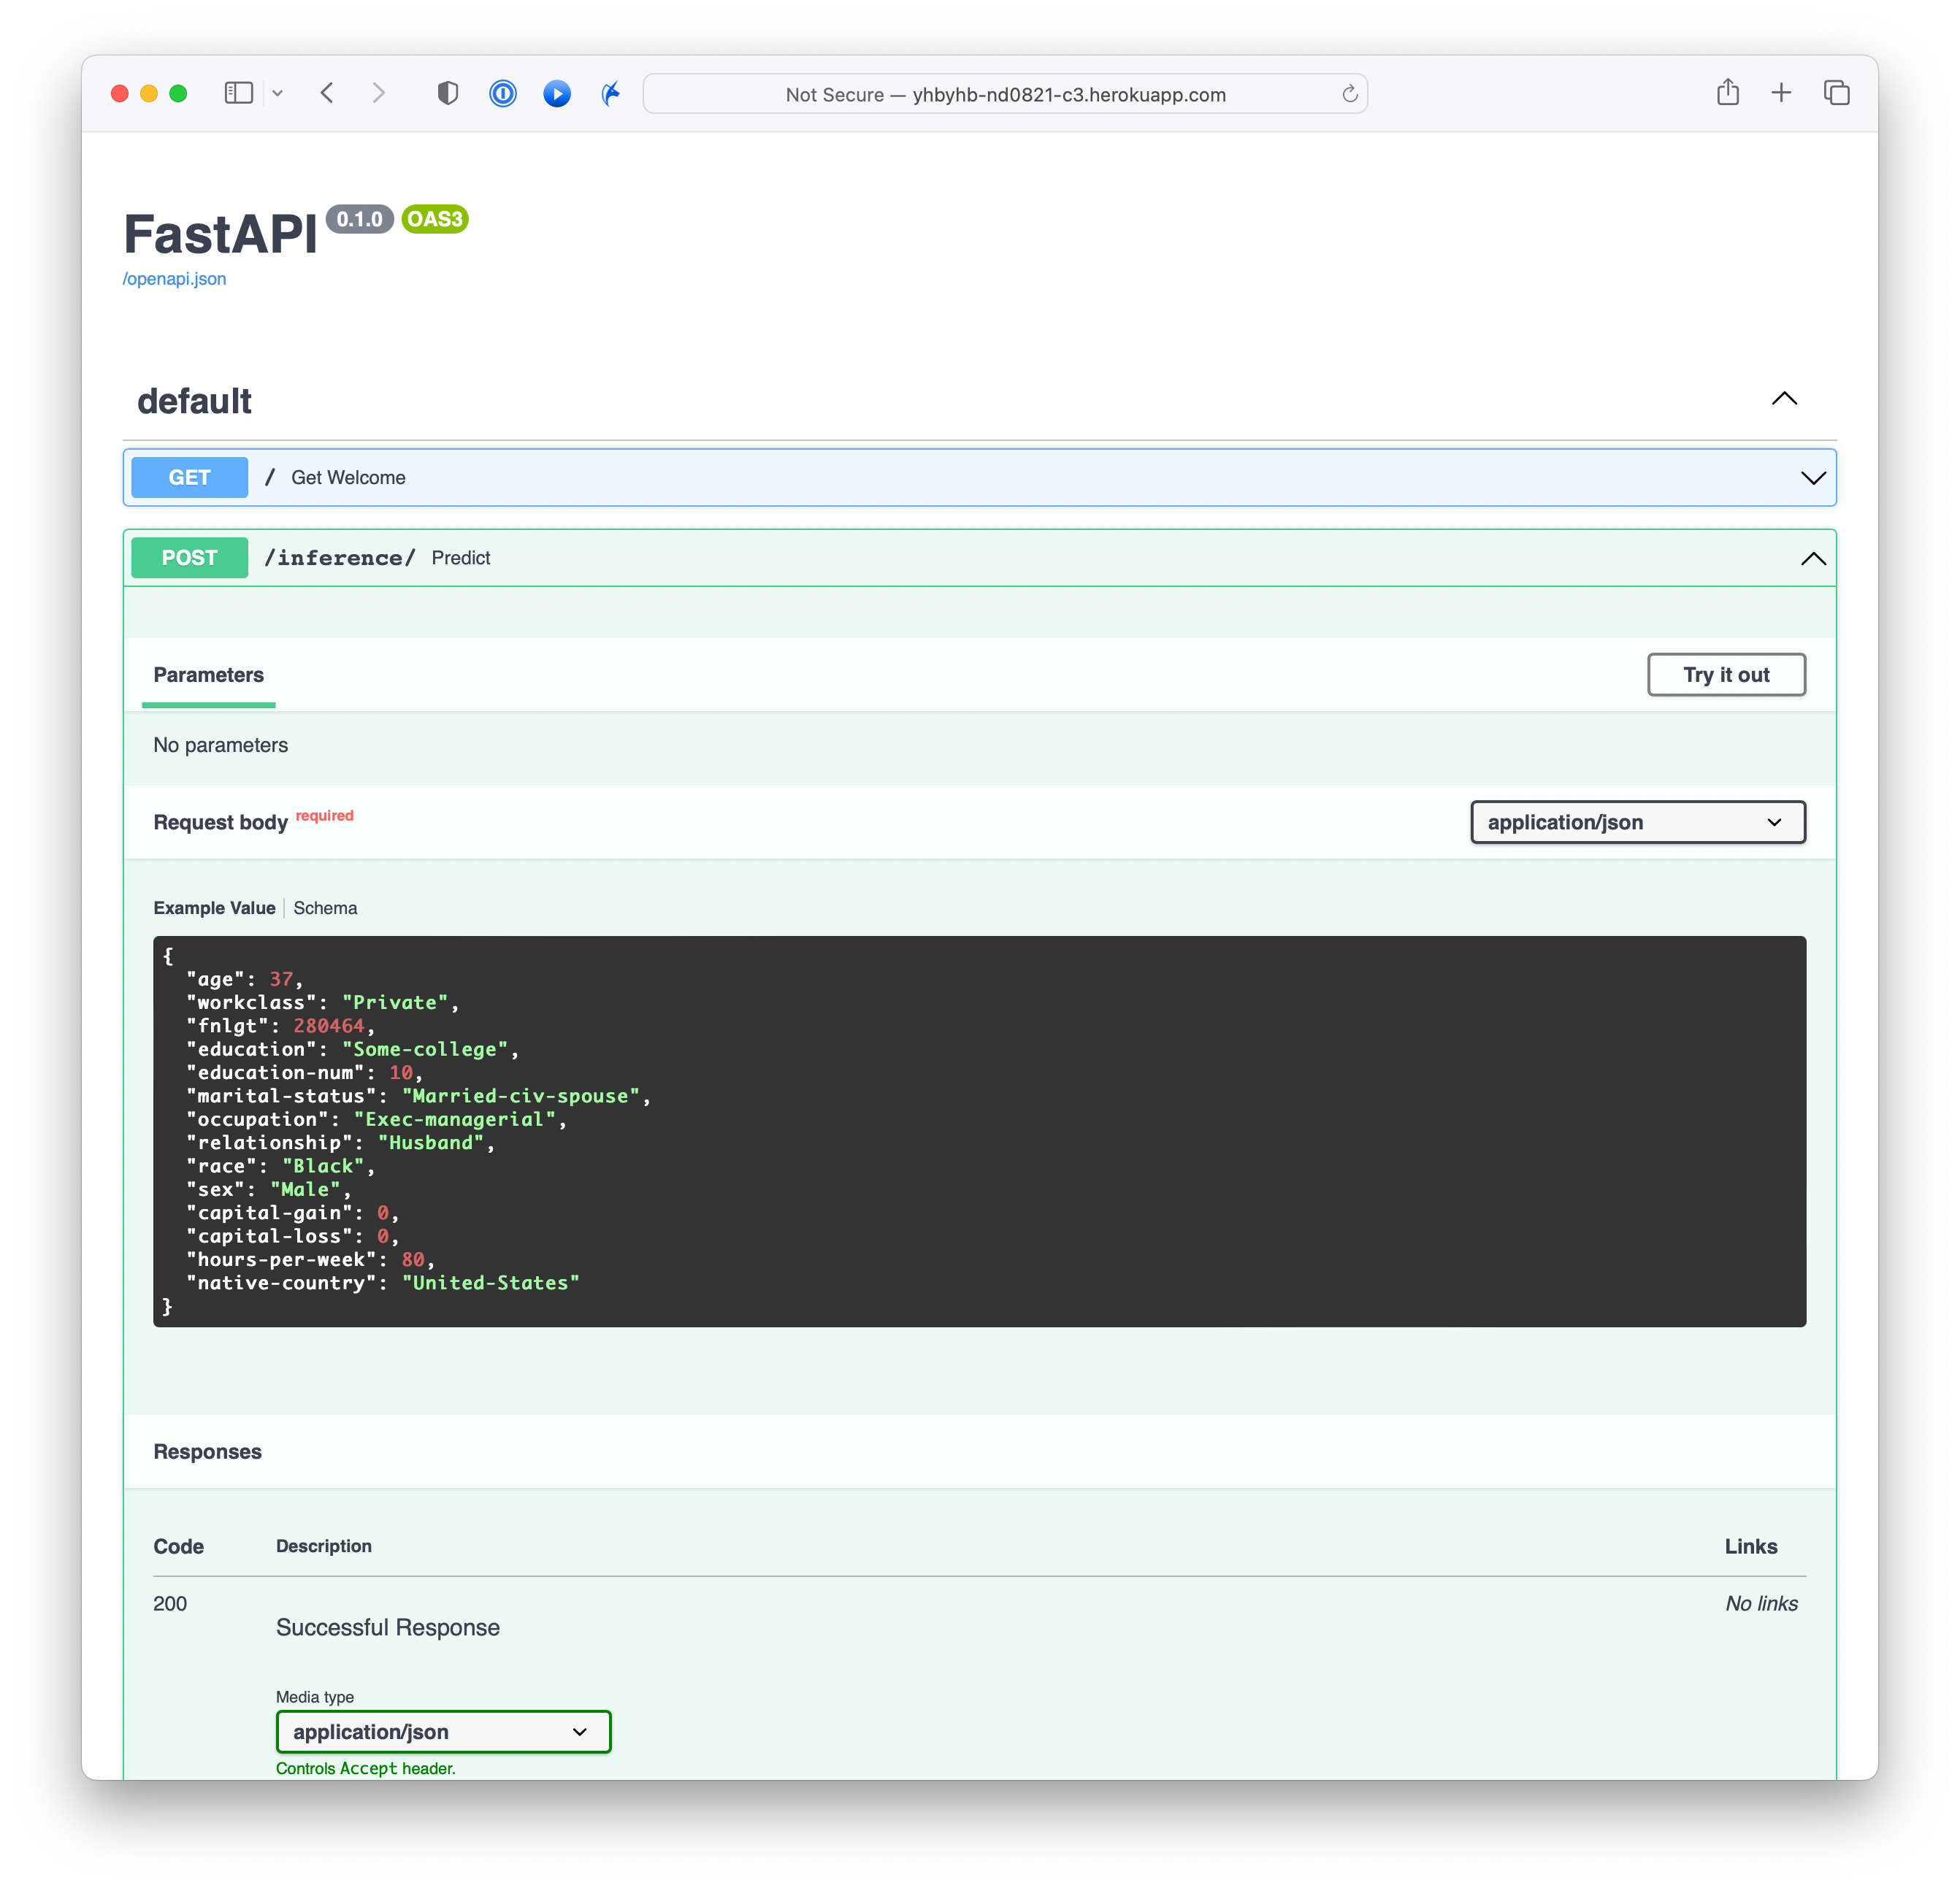 Not Secure — yhbyhb-nd0821-c3.herokuapp.com
FastAPI 0.1.0 OAS3
/openapi.json
default
GET / Get Welcome
POST /inference/ Predict
Parameters Try it out
No parameters
Request body required application/json
Example Value Schema
{
  "age": 37,
  "workclass": "Private",
  "fnlgt": 280464,
  "education": "Some-college",
  "education-num": 10,
  "marital-status": "Married-civ-spouse",
  "occupation": "Exec-managerial",
  "relationship": "Husband",
  "race": "Black",
  "sex": "Male",
  "capital-gain": 0,
  "capital-loss": 0,
  "hours-per-week": 80,
  "native-country": "United-States"
}
Responses
Code Description Links
200 No links
Successful Response
Media type
application/json
Controls Accept header.